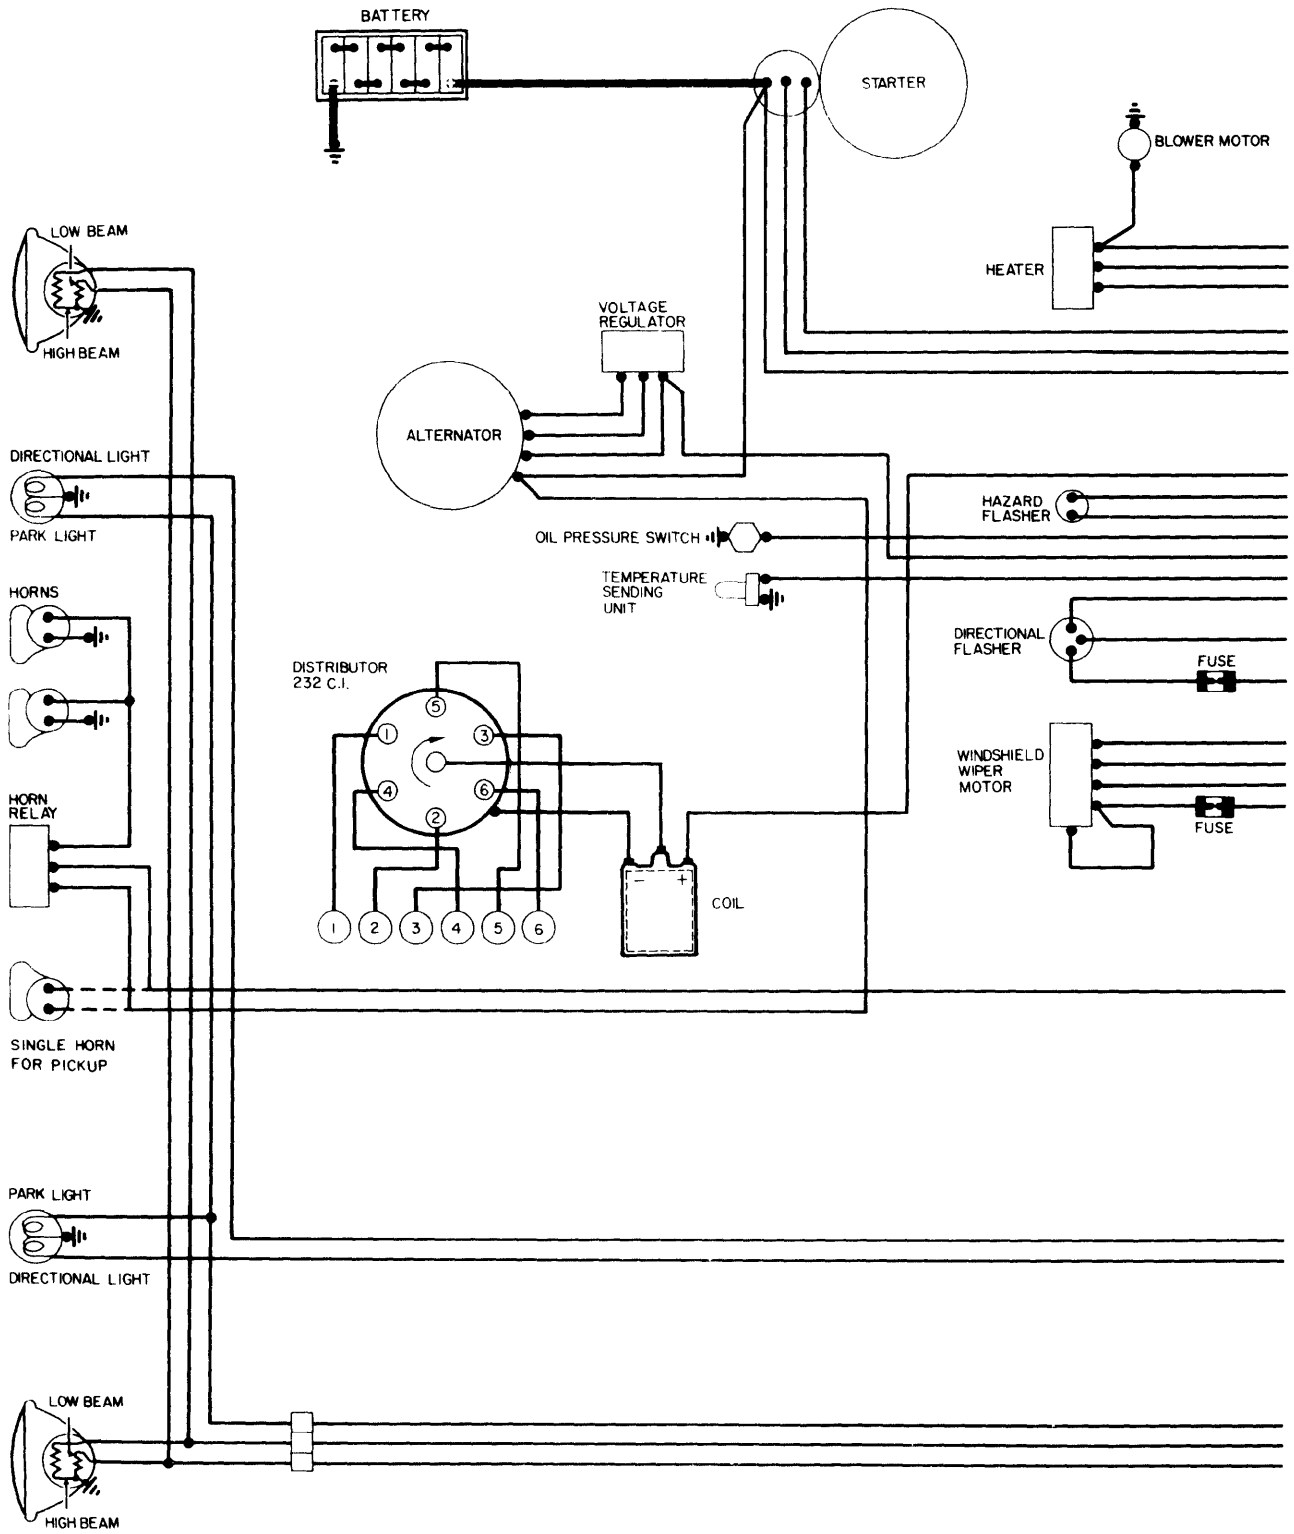 BATTERY
STARTER
BLOWER MOTOR
LOW BEAM
HIGH BEAM
HEATER
VOLTAGE
REGULATOR
ALTERNATOR
DIRECTIONAL LIGHT
PARK LIGHT
HAZARD
FLASHER
OIL PRESSURE SWITCH
TEMPERATURE
SENDING
UNIT
HORNS
DIRECTIONAL
FLASHER
FUSE
DISTRIBUTOR
232 C.I.
5
1
3
4
6
2
WINDSHIELD
WIPER
MOTOR
FUSE
HORN
RELAY
- +
COIL
1 2 3 4 5 6
SINGLE HORN
FOR PICKUP
PARK LIGHT
DIRECTIONAL LIGHT
LOW BEAM
HIGH BEAM